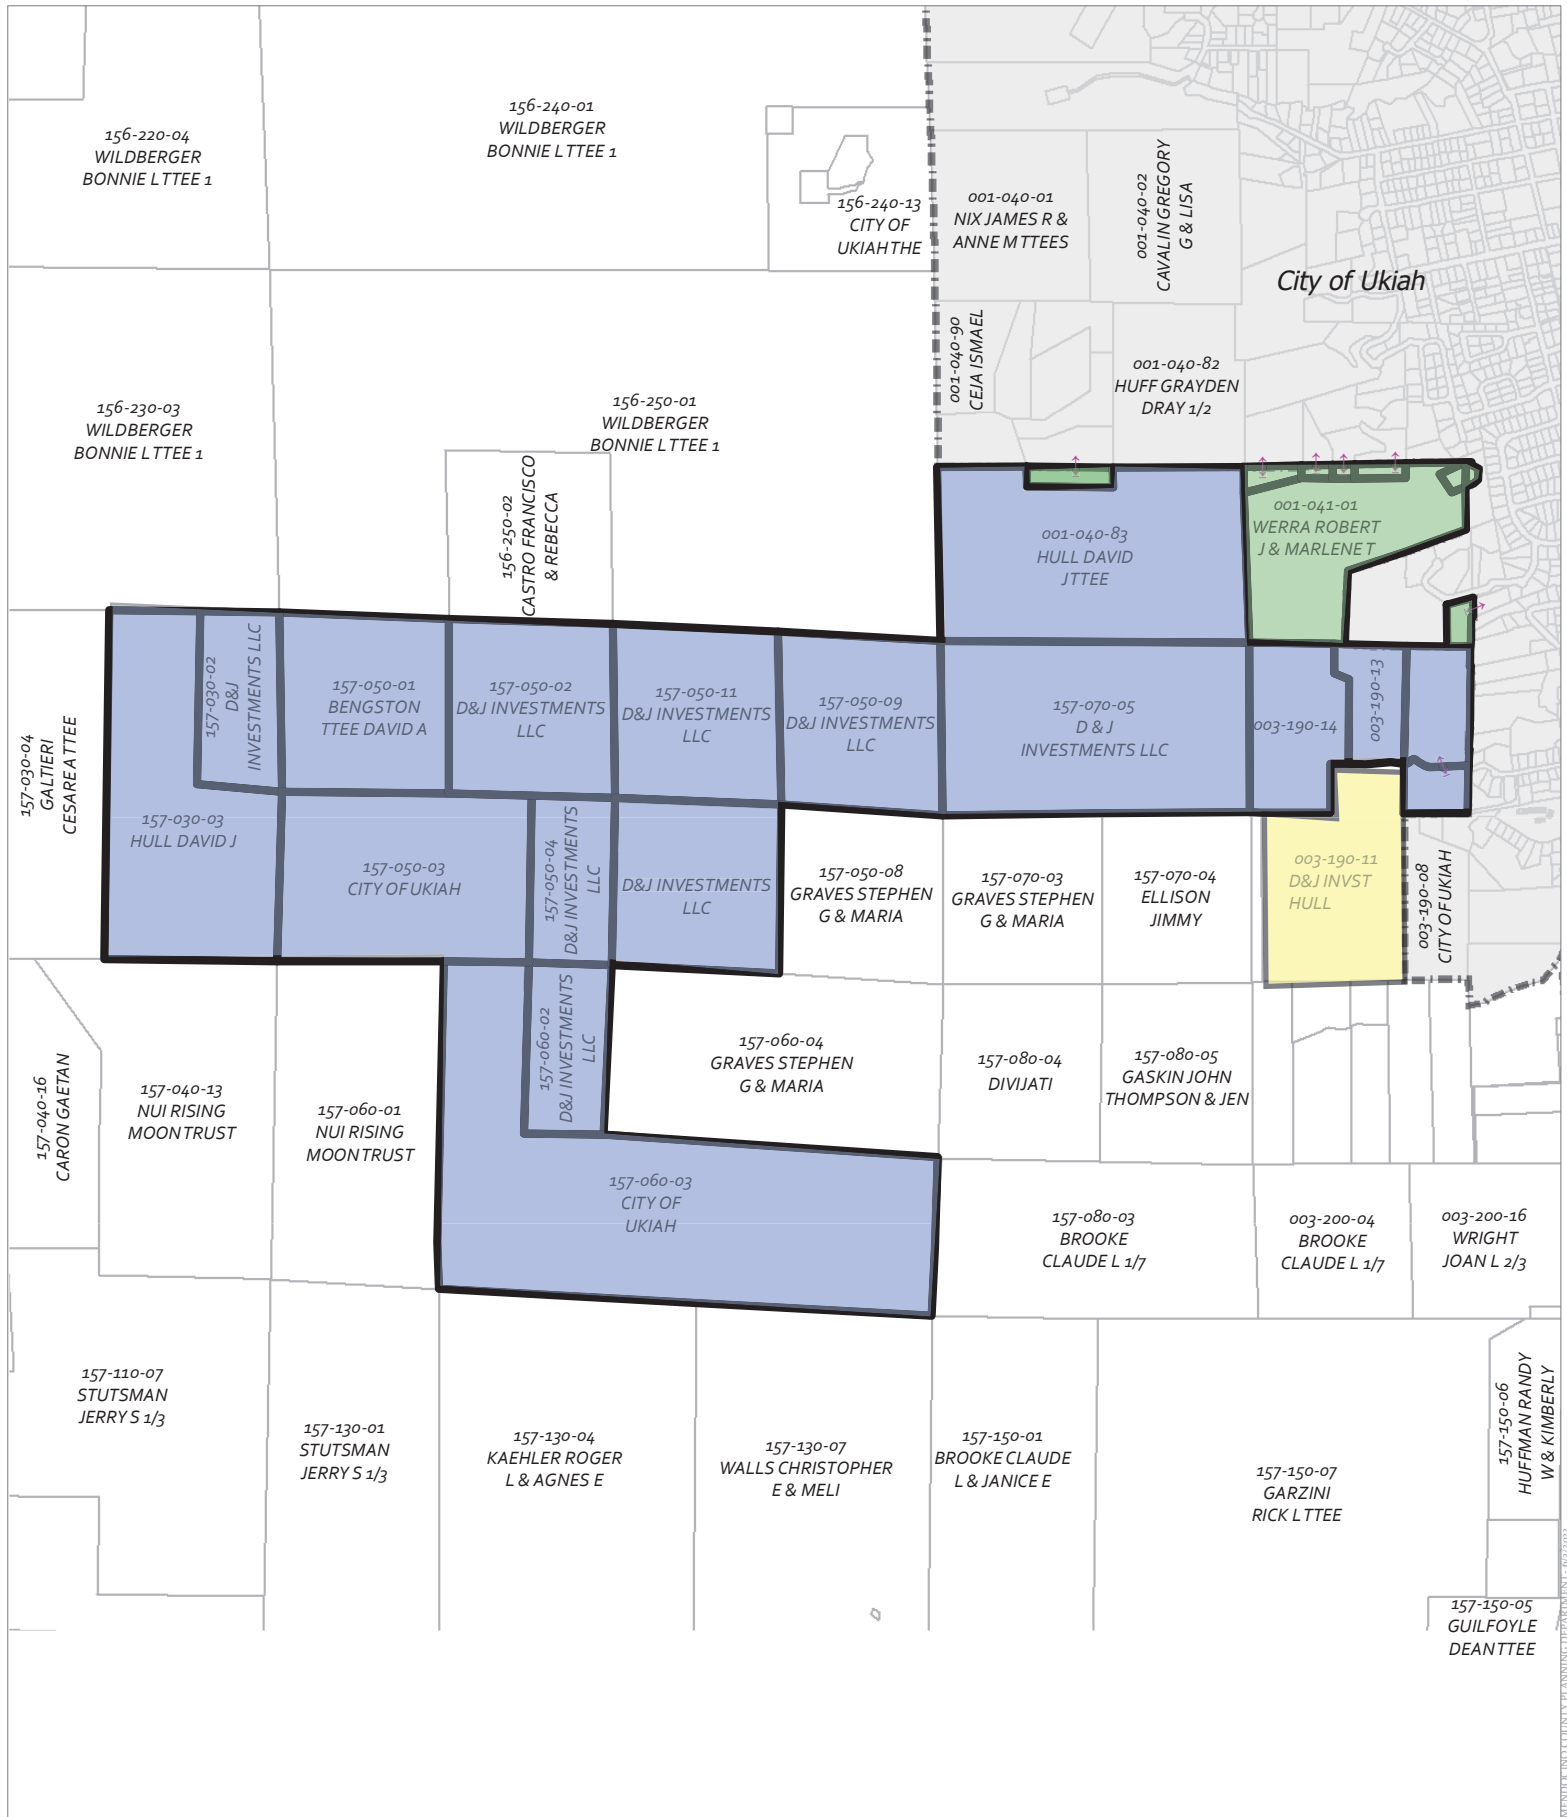 156-220-04
WILDBERGER
BONNIE L TTEE 1
156-240-01
WILDBERGER
BONNIE L TTEE 1
156-240-13
CITY OF
UKIAH THE
001-040-01
NIX JAMES R &
ANNE M TTEES
001-040-02
CAVALIN GREGORY
G & LISA
City of Ukiah
001-040-90
CEJA ISMAEL
001-040-82
HUFF GRAYDEN
DRAY 1/2
156-230-03
WILDBERGER
BONNIE L TTEE 1
156-250-01
WILDBERGER
BONNIE L TTEE 1
156-250-02
CASTRO FRANCISCO
& REBECCA
001-040-83
HULL DAVID
J TTEE
001-041-01
WERRA ROBERT
J & MARLENE T
157-030-04
GALTIERI
CESAREA TTEE
157-030-02
D&J
INVESTMENTS LLC
157-050-01
BENGSTON
TTEE DAVID A
157-050-02
D&J INVESTMENTS
LLC
157-050-11
D&J INVESTMENTS
LLC
157-050-09
D&J INVESTMENTS
LLC
157-070-05
D & J
INVESTMENTS LLC
003-190-14
003-190-13
157-030-03
HULL DAVID J
157-050-03
CITY OF UKIAH
157-050-04
D&J INVESTMENTS
LLC
D&J INVESTMENTS
LLC
157-050-08
GRAVES STEPHEN
G & MARIA
157-070-03
GRAVES STEPHEN
G & MARIA
157-070-04
ELLISON
JIMMY
003-190-11
D&J INVST
HULL
003-190-08
CITY OF UKIAH
157-040-16
CARON GAETAN
157-040-13
NUI RISING
MOON TRUST
157-060-01
NUI RISING
MOON TRUST
157-060-02
D&J INVESTMENTS
LLC
157-060-04
GRAVES STEPHEN
G & MARIA
157-080-04
DIVIJATI
157-080-05
GASKIN JOHN
THOMPSON & JEN
157-060-03
CITY OF
UKIAH
157-080-03
BROOKE
CLAUDE L 1/7
003-200-04
BROOKE
CLAUDE L 1/7
003-200-16
WRIGHT
JOAN L 2/3
157-110-07
STUTSMAN
JERRY S 1/3
157-130-01
STUTSMAN
JERRY S 1/3
157-130-04
KAEHLER ROGER
L & AGNES E
157-130-07
WALLS CHRISTOPHER
E & MELI
157-150-01
BROOKE CLAUDE
L & JANICE E
157-150-07
GARZINI
RICK L TTEE
157-150-06
HUFFMAN RANDY
W & KIMBERLY
157-150-05
GUILFOYLE
DEAN TTEE
MENDOCINO COUNTY PLANNING DEPARTMENT